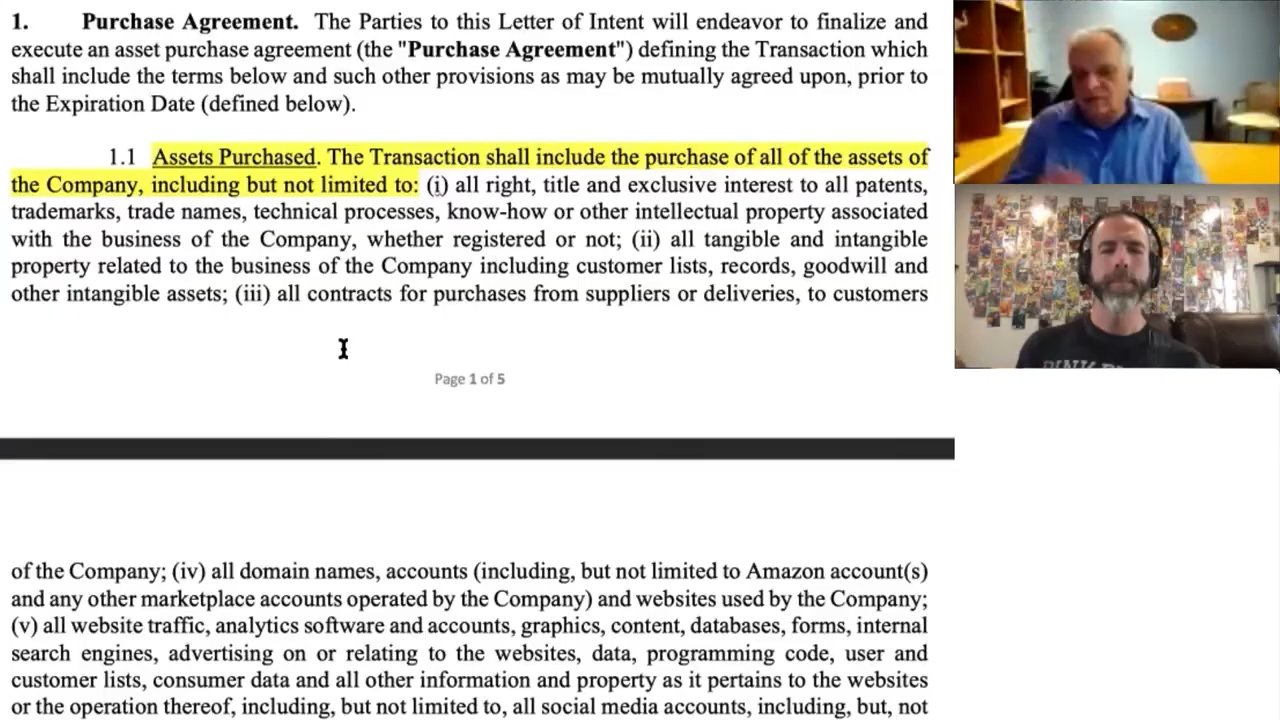 1. Purchase Agreement. The Parties to this Letter of Intent will endeavor to finalize and
execute an asset purchase agreement (the "Purchase Agreement") defining the Transaction which
shall include the terms below and such other provisions as may be mutually agreed upon, prior to
the Expiration Date (defined below).
1.1 Assets Purchased. The Transaction shall include the purchase of all of the assets of
the Company, including but not limited to: (i) all right, title and exclusive interest to all patents,
trademarks, trade names, technical processes, know-how or other intellectual property associated
with the business of the Company, whether registered or not; (ii) all tangible and intangible
property related to the business of the Company including customer lists, records, goodwill and
other intangible assets; (iii) all contracts for purchases from suppliers or deliveries, to customers
Page 1 of 5
of the Company; (iv) all domain names, accounts (including, but not limited to Amazon account(s)
and any other marketplace accounts operated by the Company) and websites used by the Company;
(v) all website traffic, analytics software and accounts, graphics, content, databases, forms, internal
search engines, advertising on or relating to the websites, data, programming code, user and
customer lists, consumer data and all other information and property as it pertains to the websites
or the operation thereof, including, but not limited to, all social media accounts, including, but, not